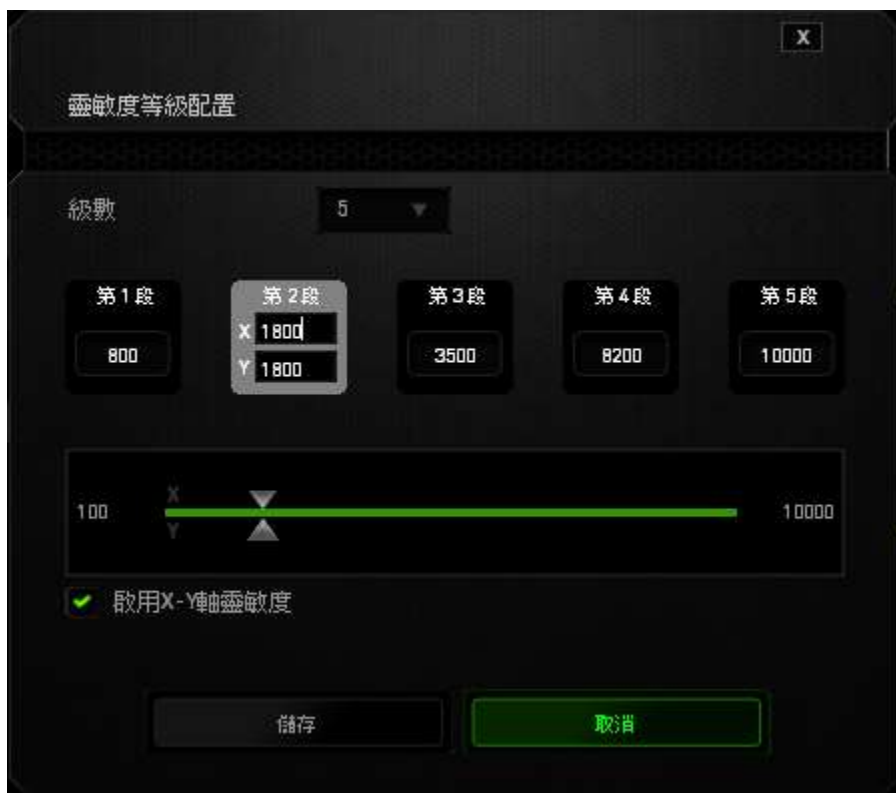 X
靈敏度等級配置
級數 5
第1段 第2段 第3段 第4段 第5段
X 1800
800 3500 8200 10000
Y 1800
X
100 10000
Y
啟用X-Y軸靈敏度
儲存 取消